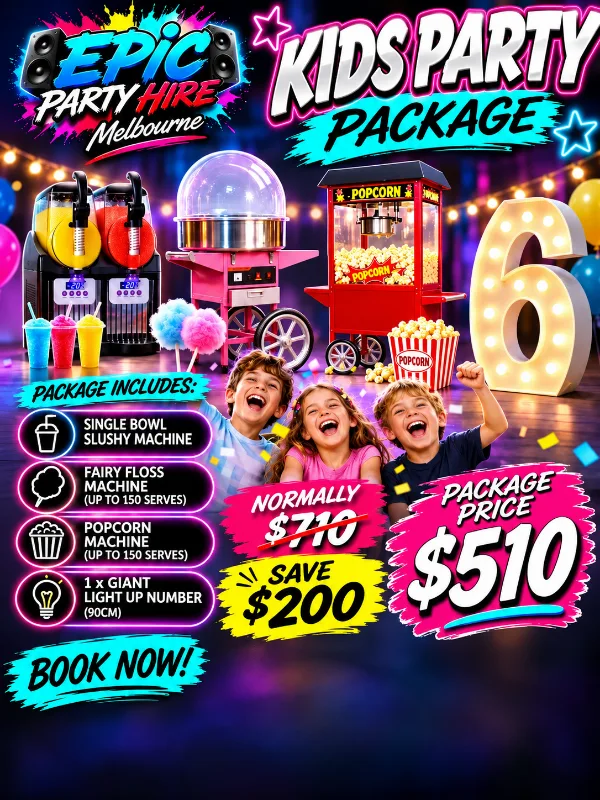 EPIC
PARTY HIRE
Melbourne
KIDS PARTY
PACKAGE
POPCORN
POPCORN
POPCORN
PACKAGE INCLUDES:
SINGLE BOWL
SLUSHY MACHINE
FAIRY FLOSS
MACHINE
(UP TO 150 SERVES)
POPCORN
MACHINE
(UP TO 150 SERVES)
1 x GIANT
LIGHT UP NUMBER
(90CM)
NORMALLY
$710
SAVE
$200
PACKAGE
PRICE
$510
BOOK NOW!
6